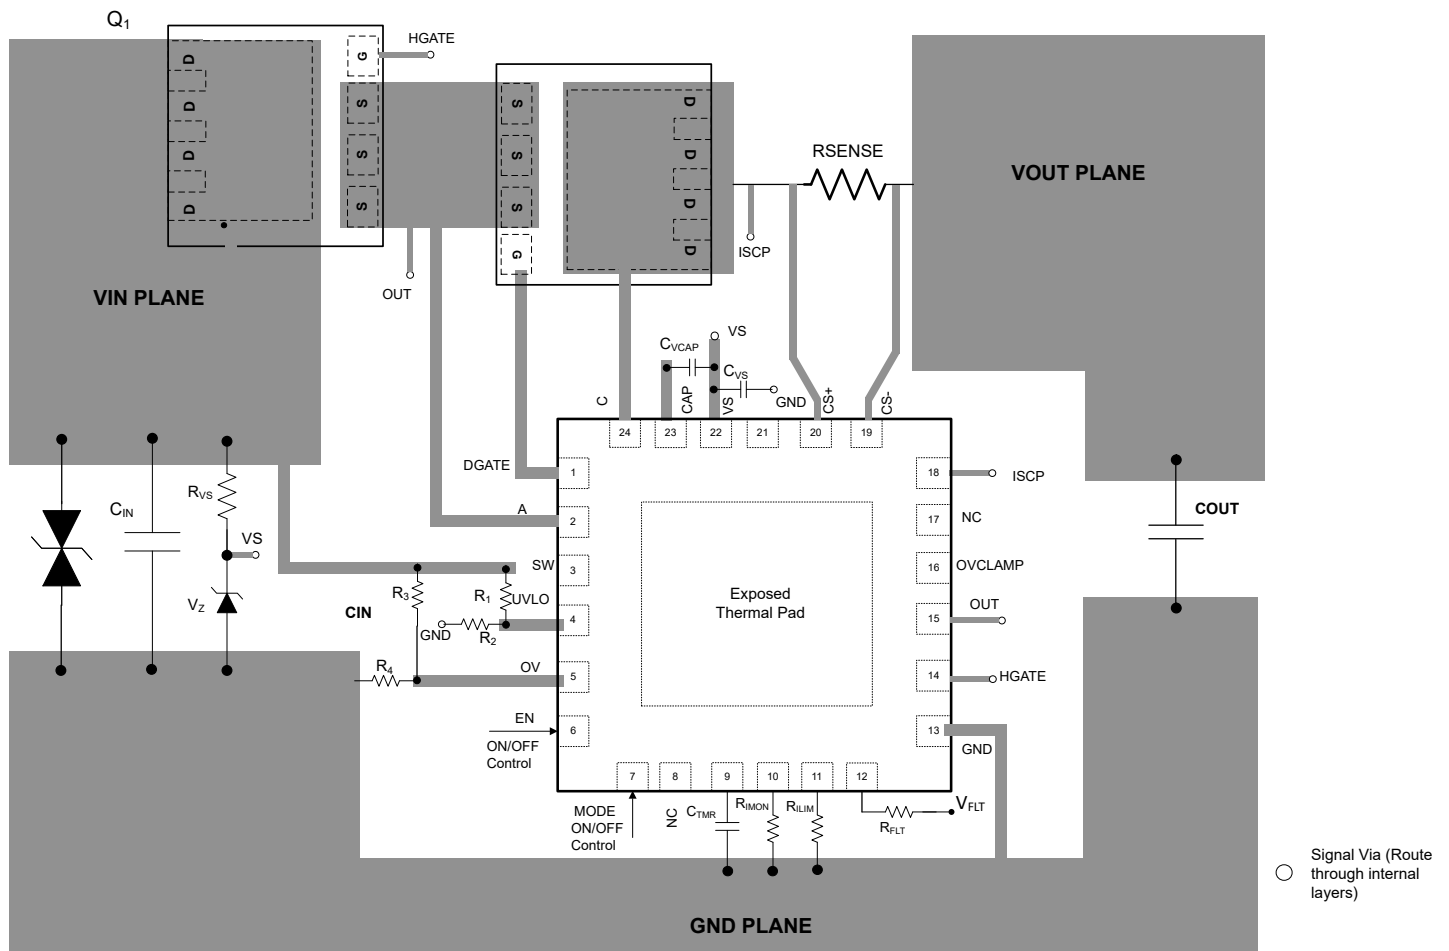 Q1
HGATE
D
D
D
D
G
S
S
S
S
S
S
G
D
D
D
D
RSENSE
VOUT PLANE
ISCP
OUT
VIN PLANE
VS
CVCAP
CVS
GND
C
CAP
VS
CS+
CS-
24
23
22
21
20
19
DGATE
1
18
ISCP
RVS
CIN
VS
VZ
A
2
17
NC
COUT
SW
3
16
OVCLAMP
Exposed
Thermal Pad
R3
R1
UVLO
CIN
GND
R2
4
15
OUT
R4
OV
5
14
HGATE
EN
ON/OFF
Control
6
13
GND
7
8
9
10
11
12
MODE
ON/OFF
Control
NC
CTMR
RIMON
RILIM
RFLT
VFLT
Signal Via (Route
through internal
layers)
GND PLANE